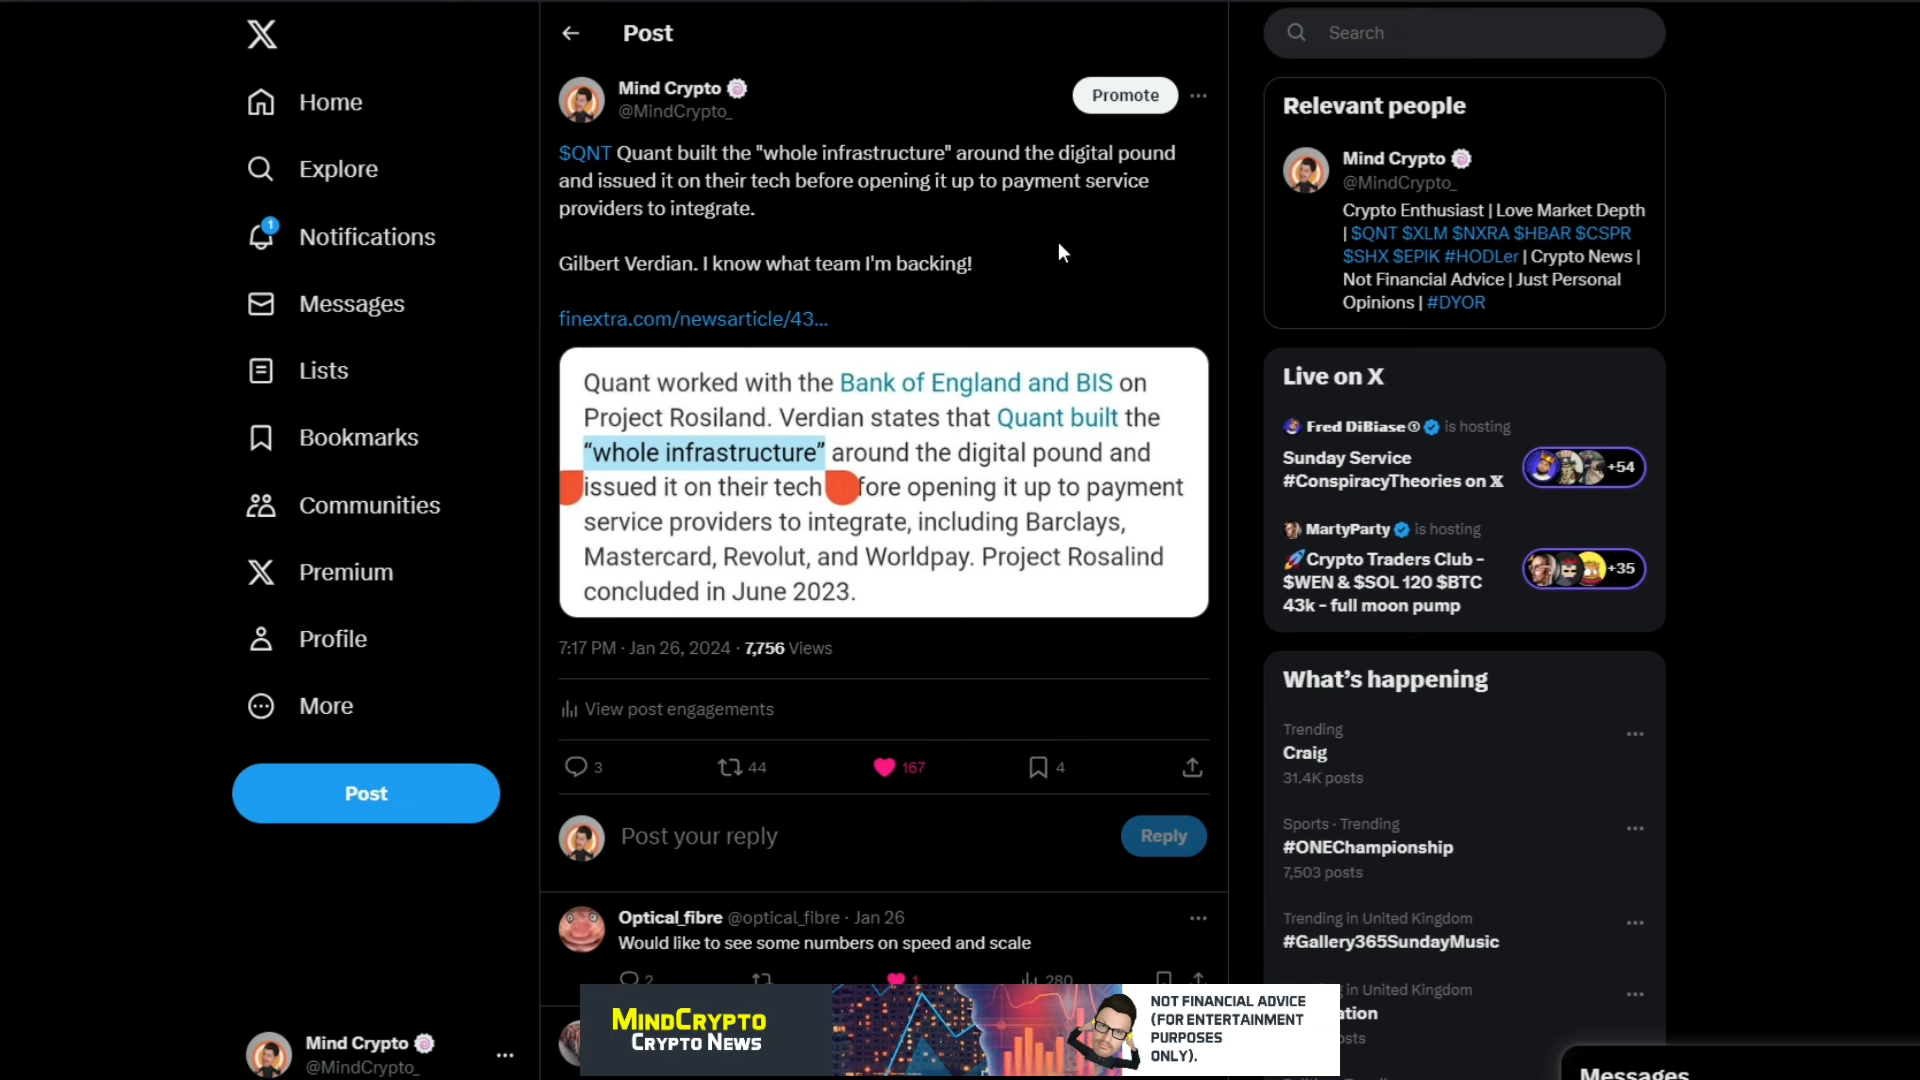 Home
Explore
1
Notifications
Messages
Lists
Bookmarks
Communities
Premium
Profile
More
Post
Mind Crypto
@MindCrypto_
Post
Mind Crypto
@MindCrypto_
Promote
$QNT Quant built the "whole infrastructure" around the digital pound
and issued it on their tech before opening it up to payment service
providers to integrate.
Gilbert Verdian. I know what team I'm backing!
finextra.com/newsarticle/43...
Quant worked with the Bank of England and BIS on
Project Rosiland. Verdian states that Quant built the
“whole infrastructure” around the digital pound and
issued it on their tech fore opening it up to payment
service providers to integrate, including Barclays,
Mastercard, Revolut, and Worldpay. Project Rosalind
concluded in June 2023.
7:17 PM · Jan 26, 2024 · 7,756 Views
View post engagements
3 44 167 4
Post your reply
Reply
Optical_fibre @optical_fibre · Jan 26
Would like to see some numbers on speed and scale
2 1 280
MINDCRYPTO
CRYPTO NEWS
NOT FINANCIAL ADVICE
(FOR ENTERTAINMENT
PURPOSES
ONLY).
Search
Relevant people
Mind Crypto
@MindCrypto_
Crypto Enthusiast | Love Market Depth
| $QNT $XLM $NXRA $HBAR $CSPR
$SHX $EPIK #HODLer | Crypto News |
Not Financial Advice | Just Personal
Opinions | #DYOR
Live on X
Fred DiBiase is hosting
Sunday Service
#ConspiracyTheories on X
+54
MartyParty is hosting
🚀Crypto Traders Club -
$WEN & $SOL 120 $BTC
43k - full moon pump
+35
What’s happening
Trending
Craig
31.4K posts
Sports · Trending
#ONEChampionship
7,503 posts
Trending in United Kingdom
#Gallery365SundayMusic
in United Kingdom
Messages